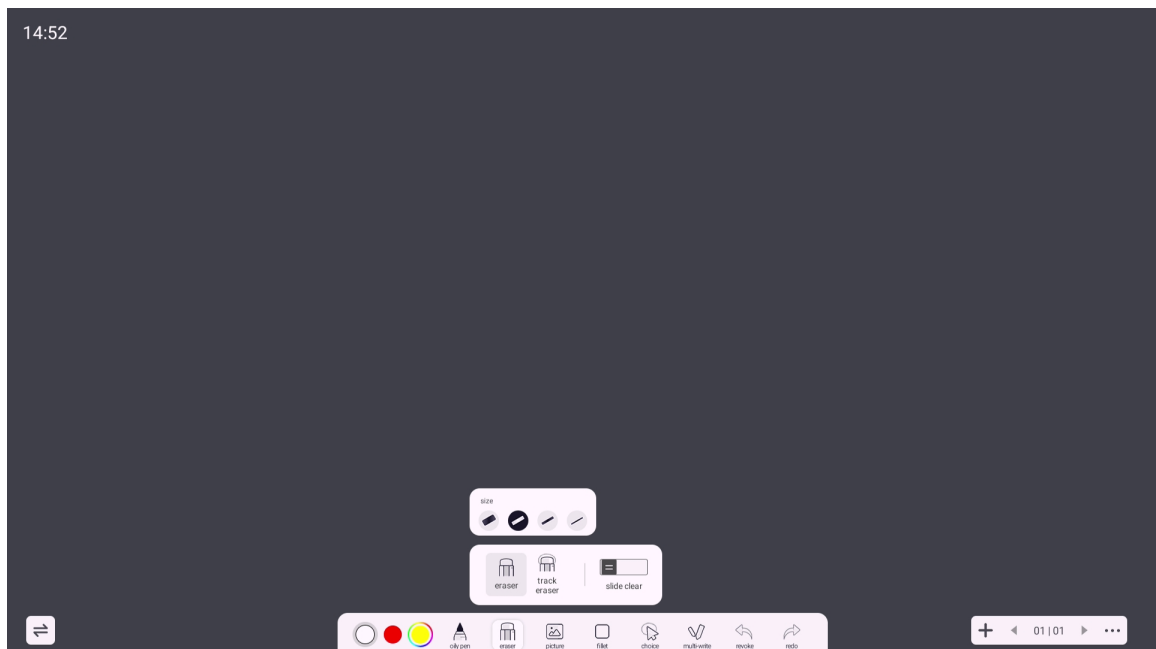 14:52
size
eraser
track
eraser
slide clear
oily pen
eraser
picture
fillet
choice
multi-write
revoke
redo
01|01